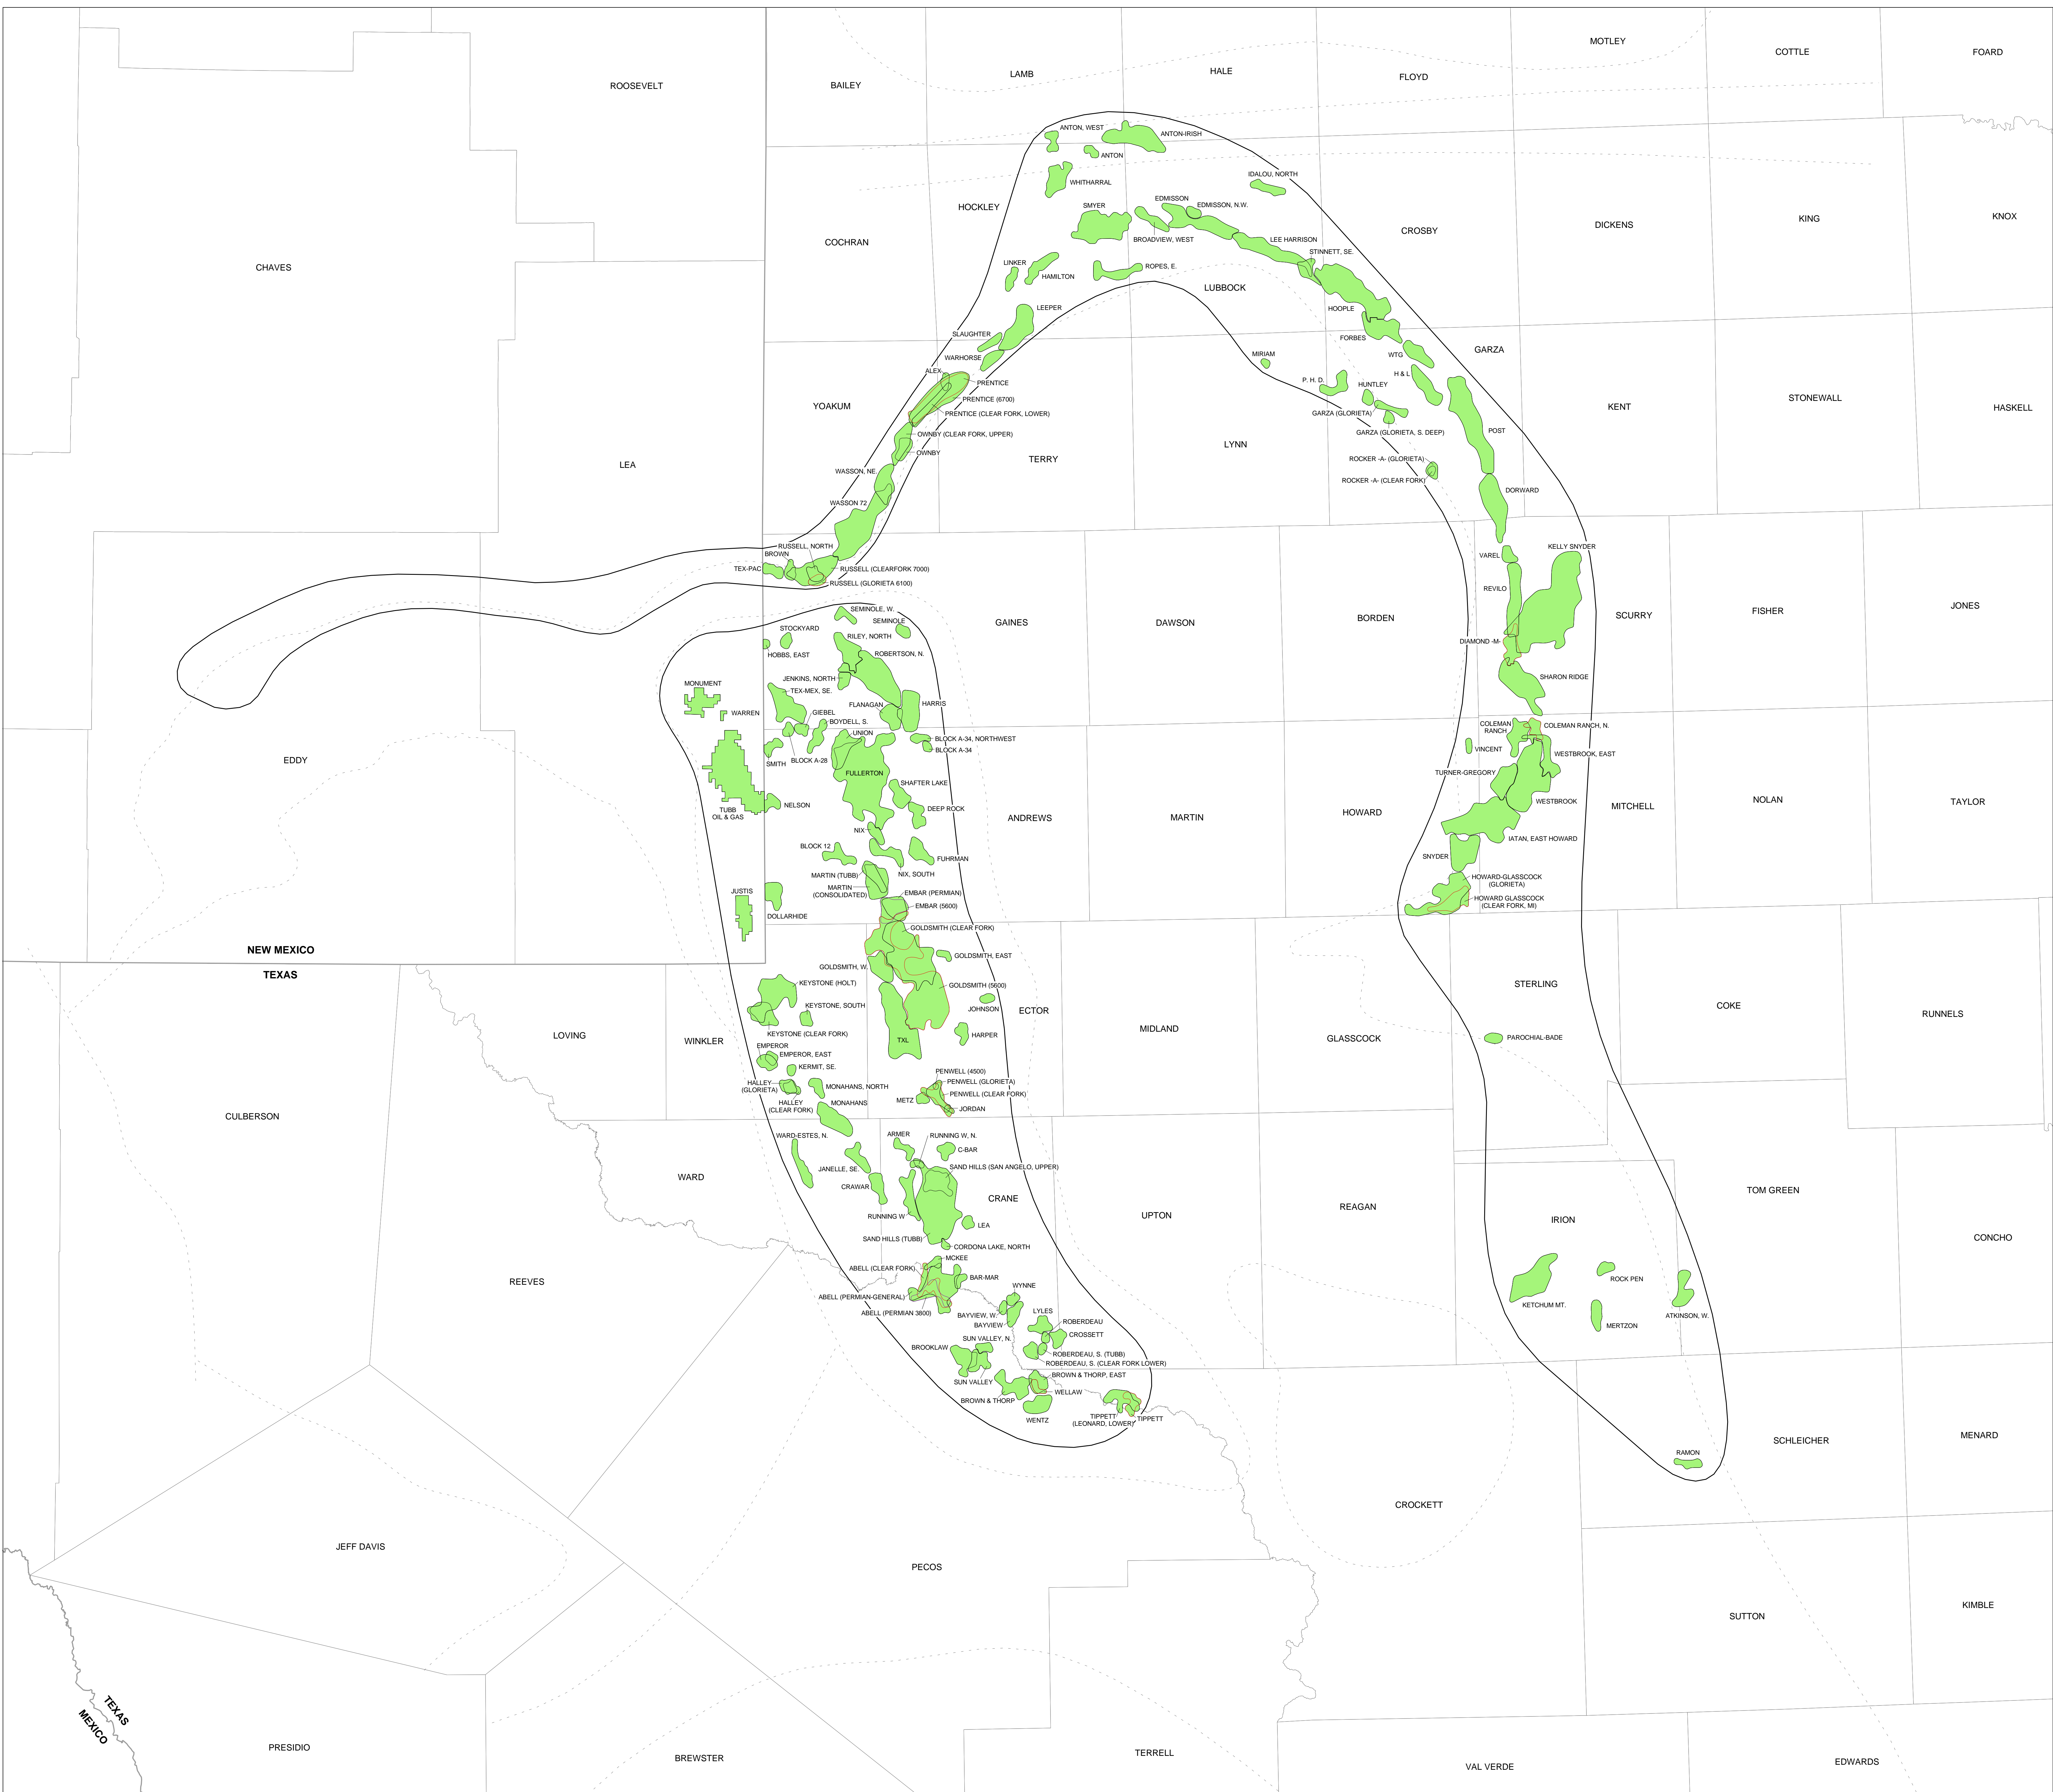 MOTLEY
COTTLE
FOARD
LAMB
HALE
FLOYD
ROOSEVELT
BAILEY
ANTON, WEST
ANTON-IRISH
ANTON
WHITHARRAL
IDALOU, NORTH
HOCKLEY
SMYER
EDMISSON
EDMISSON, N.W.
BROADVIEW, WEST
LEE HARRISON
STINNETT, SE.
CROSBY
DICKENS
KING
KNOX
COCHRAN
CHAVES
LINKER
HAMILTON
ROPES, E.
LUBBOCK
HOOPLE
LEEPER
SLAUGHTER
FORBES
GARZA
WARHORSE
MIRIAM
WTG
ALEX
PRENTICE
P. H. D.
HUNTLEY
H & L
PRENTICE (6700)
YOAKUM
PRENTICE (CLEAR FORK, LOWER)
GARZA (GLORIETA)
KENT
STONEWALL
HASKELL
GARZA (GLORIETA, S. DEEP)
POST
OWNBY (CLEAR FORK, UPPER)
OWNBY
LYNN
TERRY
LEA
WASSON, NE.
ROCKER -A- (GLORIETA)
ROCKER -A- (CLEAR FORK)
DORWARD
WASSON 72
RUSSELL, NORTH
BROWN
TEX-PAC
RUSSELL (CLEARFORK 7000)
RUSSELL (GLORIETA 6100)
VAREL
KELLY SNYDER
REVILO
SEMINOLE, W.
SEMINOLE
GAINES
DAWSON
BORDEN
SCURRY
FISHER
JONES
STOCKYARD
HOBBS, EAST
RILEY, NORTH
ROBERTSON, N.
DIAMOND -M-
JENKINS, NORTH
SHARON RIDGE
MONUMENT
TEX-MEX, SE.
WARREN
FLANAGAN
HARRIS
GIEBEL
BOYDELL, S.
UNION
COLEMAN
RANCH
COLEMAN RANCH, N.
BLOCK A-34, NORTHWEST
BLOCK A-34
VINCENT
WESTBROOK, EAST
EDDY
SMITH
BLOCK A-28
FULLERTON
TURNER-GREGORY
SHAFTER LAKE
WESTBROOK
TUBB
OIL & GAS
NELSON
DEEP ROCK
ANDREWS
MARTIN
HOWARD
MITCHELL
NOLAN
TAYLOR
NIX
IATAN, EAST HOWARD
BLOCK 12
FUHRMAN
SNYDER
NIX, SOUTH
MARTIN (TUBB)
MARTIN
(CONSOLIDATED)
HOWARD-GLASSCOCK
(GLORIETA)
JUSTIS
EMBAR (PERMIAN)
EMBAR (5600)
HOWARD GLASSCOCK
(CLEAR FORK, MI)
DOLLARHIDE
GOLDSMITH (CLEAR FORK)
NEW MEXICO
TEXAS
GOLDSMITH, EAST
GOLDSMITH, W.
KEYSTONE (HOLT)
GOLDSMITH (5600)
STERLING
COKE
KEYSTONE, SOUTH
JOHNSON
ECTOR
RUNNELS
KEYSTONE (CLEAR FORK)
LOVING
WINKLER
MIDLAND
GLASSCOCK
PAROCHIAL-BADE
HARPER
TXL
EMPEROR
EMPEROR, EAST
KERMIT, SE.
PENWELL (4500)
HALLEY
(GLORIETA)
MONAHANS, NORTH
PENWELL (GLORIETA)
PENWELL (CLEAR FORK)
METZ
HALLEY
(CLEAR FORK)
MONAHANS
JORDAN
CULBERSON
WARD-ESTES, N.
ARMER
RUNNING W, N.
C-BAR
JANELLE, SE.
SAND HILLS (SAN ANGELO, UPPER)
WARD
CRAWAR
CRANE
UPTON
REAGAN
TOM GREEN
RUNNING W
LEA
IRION
SAND HILLS (TUBB)
CORDONA LAKE, NORTH
CONCHO
MCKEE
ABELL (CLEAR FORK)
BAR-MAR
REEVES
WYNNE
ROCK PEN
ABELL (PERMIAN-GENERAL)
ABELL (PERMIAN 3800)
BAYVIEW, W.
BAYVIEW
LYLES
KETCHUM MT.
ATKINSON, W.
MERTZON
ROBERDEAU
CROSSETT
SUN VALLEY, N.
BROOKLAW
ROBERDEAU, S. (TUBB)
ROBERDEAU, S. (CLEAR FORK LOWER)
SUN VALLEY
BROWN & THORP, EAST
WELLAW
BROWN & THORP
WENTZ
TIPPETT
(LEONARD, LOWER)
TIPPETT
SCHLEICHER
MENARD
RAMON
CROCKETT
JEFF DAVIS
PECOS
SUTTON
KIMBLE
TEXAS
MEXICO
PRESIDIO
BREWSTER
TERRELL
VAL VERDE
EDWARDS